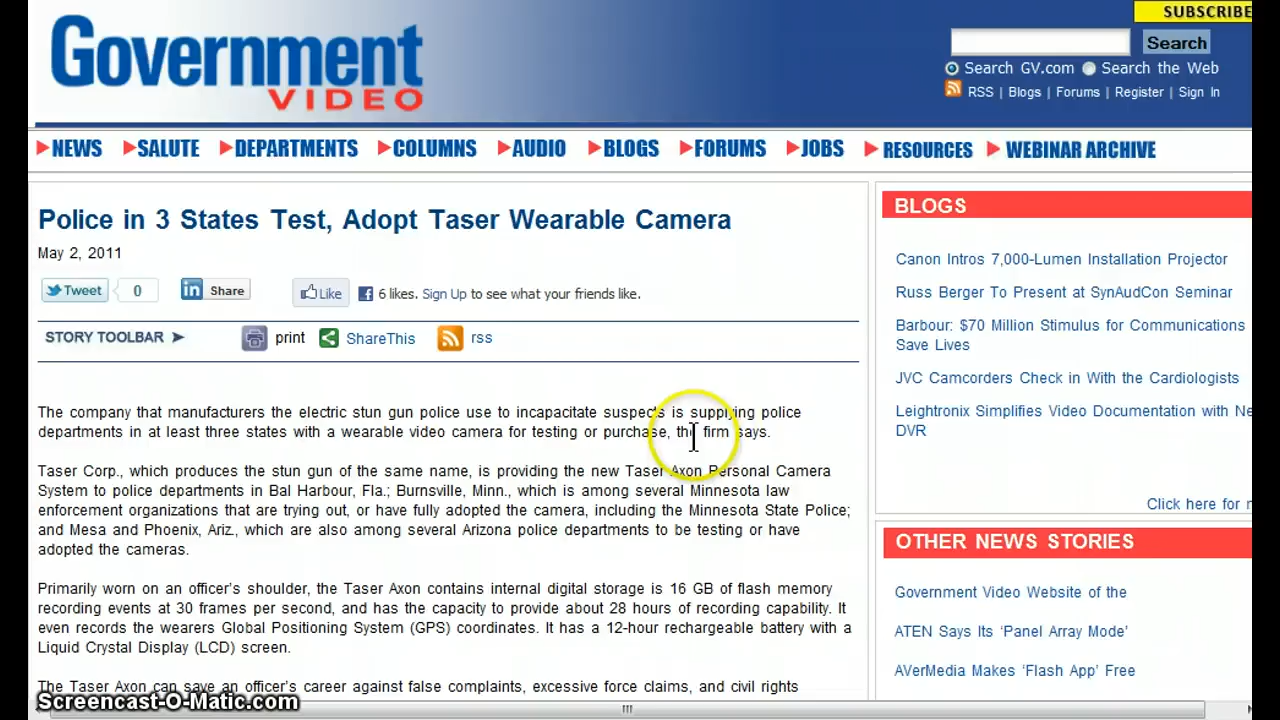 SUBSCRIBE
Government
VIDEO
Search
Search GV.com Search the Web
RSS | Blogs | Forums | Register | Sign In
NEWS SALUTE DEPARTMENTS COLUMNS AUDIO BLOGS FORUMS JOBS RESOURCES WEBINAR ARCHIVE
Police in 3 States Test, Adopt Taser Wearable Camera
May 2, 2011
Tweet 0 in Share Like 6 likes. Sign Up to see what your friends like.
STORY TOOLBAR print ShareThis rss
The company that manufacturers the electric stun gun police use to incapacitate suspects is supplying police
departments in at least three states with a wearable video camera for testing or purchase, the firm says.
Taser Corp., which produces the stun gun of the same name, is providing the new Taser Axon Personal Camera
System to police departments in Bal Harbour, Fla.; Burnsville, Minn., which is among several Minnesota law
enforcement organizations that are trying out, or have fully adopted the camera, including the Minnesota State Police;
and Mesa and Phoenix, Ariz., which are also among several Arizona police departments to be testing or have
adopted the cameras.
Primarily worn on an officer's shoulder, the Taser Axon contains internal digital storage is 16 GB of flash memory
recording events at 30 frames per second, and has the capacity to provide about 28 hours of recording capability. It
even records the wearers Global Positioning System (GPS) coordinates. It has a 12-hour rechargeable battery with a
Liquid Crystal Display (LCD) screen.
The Taser Axon can save an officer's career against false complaints, excessive force claims, and civil rights
BLOGS
Canon Intros 7,000-Lumen Installation Projector
Russ Berger To Present at SynAudCon Seminar
Barbour: $70 Million Stimulus for Communications
Save Lives
JVC Camcorders Check in With the Cardiologists
Leightronix Simplifies Video Documentation with Ne
DVR
Click here for
OTHER NEWS STORIES
Government Video Website of the
ATEN Says Its ‘Panel Array Mode’
AVerMedia Makes ‘Flash App’ Free
Screencast-O-Matic.com